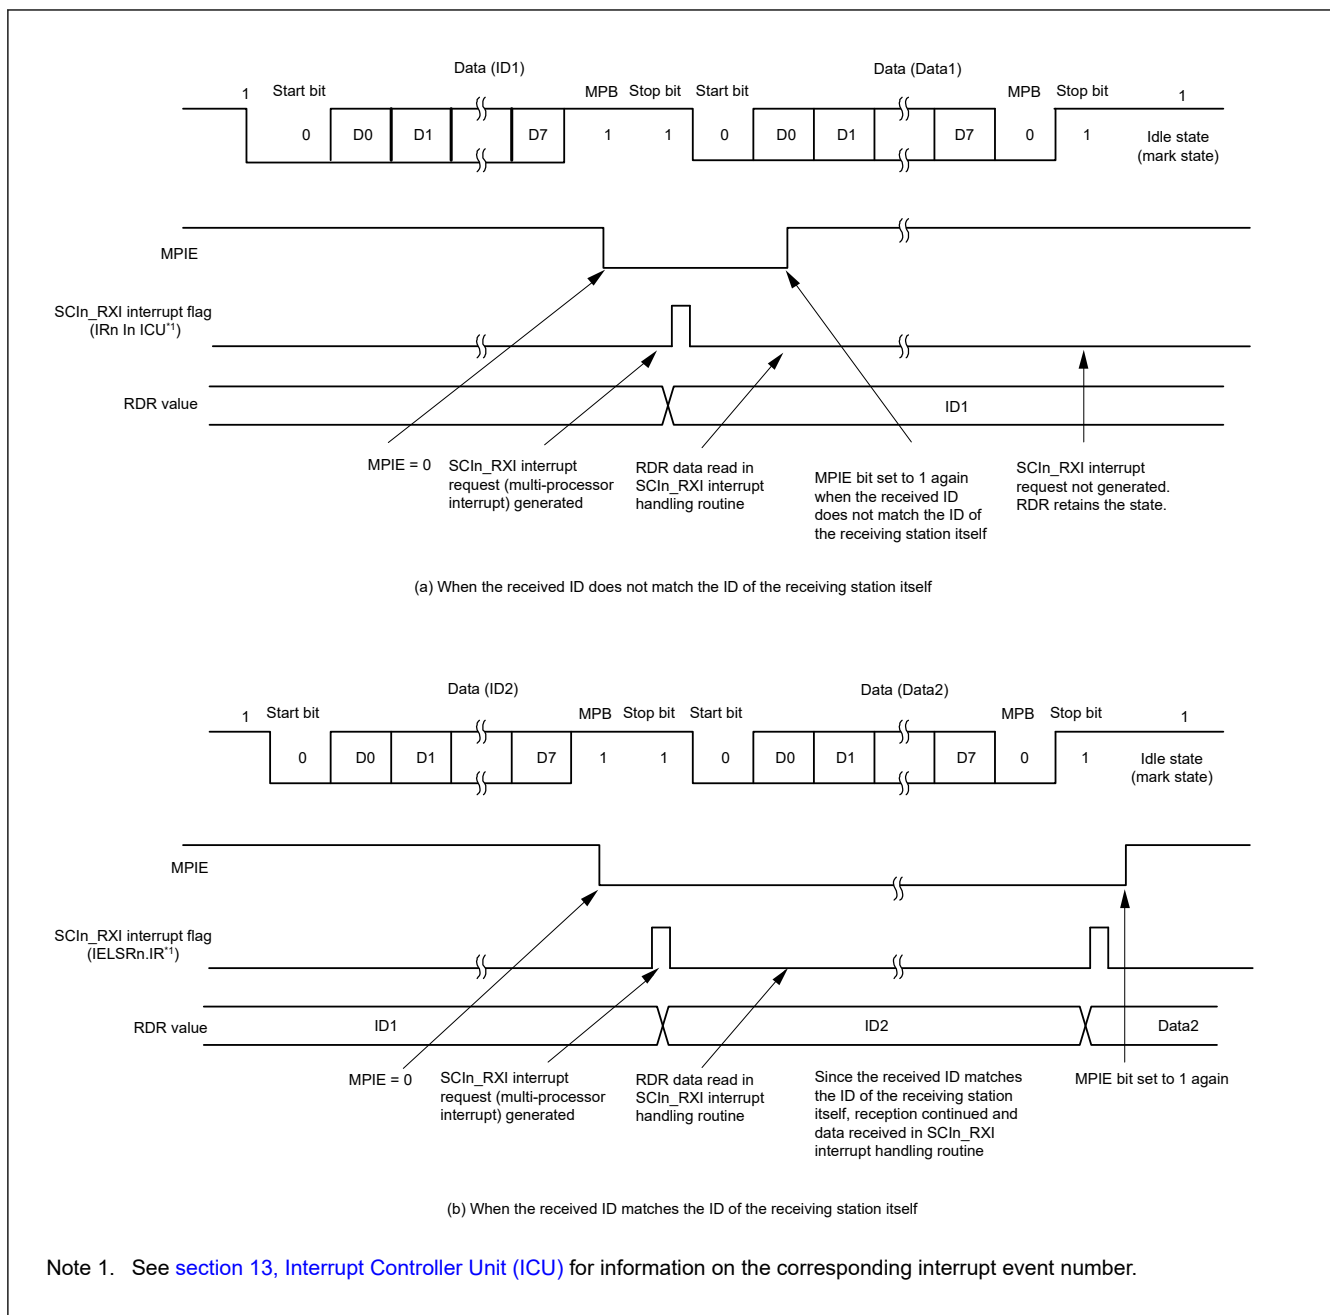 Data (ID1) Data (Data1)
1 Start bit MPB Stop bit Start bit MPB Stop bit 1
0 D0 D1 D7 1 1 0 D0 D1 D7 0 1 Idle state
(mark state)
MPIE
SCIn_RXI interrupt flag
(IRn In ICU*1)
RDR value ID1
MPIE = 0
SCIn_RXI interrupt
request (multi-processor
interrupt) generated
RDR data read in
SCIn_RXI interrupt
handling routine
MPIE bit set to 1 again
when the received ID
does not match the ID of
the receiving station itself
SCIn_RXI interrupt
request not generated.
RDR retains the state.
(a) When the received ID does not match the ID of the receiving station itself
Data (ID2) Data (Data2)
1 Start bit MPB Stop bit Start bit MPB Stop bit 1
0 D0 D1 D7 1 1 0 D0 D1 D7 0 1 Idle state
(mark state)
MPIE
SCIn_RXI interrupt flag
(IELSRn.IR*1)
RDR value ID1 ID2 Data2
MPIE = 0
SCIn_RXI interrupt
request (multi-processor
interrupt) generated
RDR data read in
SCIn_RXI interrupt
handling routine
Since the received ID matches
the ID of the receiving station
itself, reception continued and
data received in SCIn_RXI
interrupt handling routine
MPIE bit set to 1 again
(b) When the received ID matches the ID of the receiving station itself
Note 1. See section 13, Interrupt Controller Unit (ICU) for information on the corresponding interrupt event number.